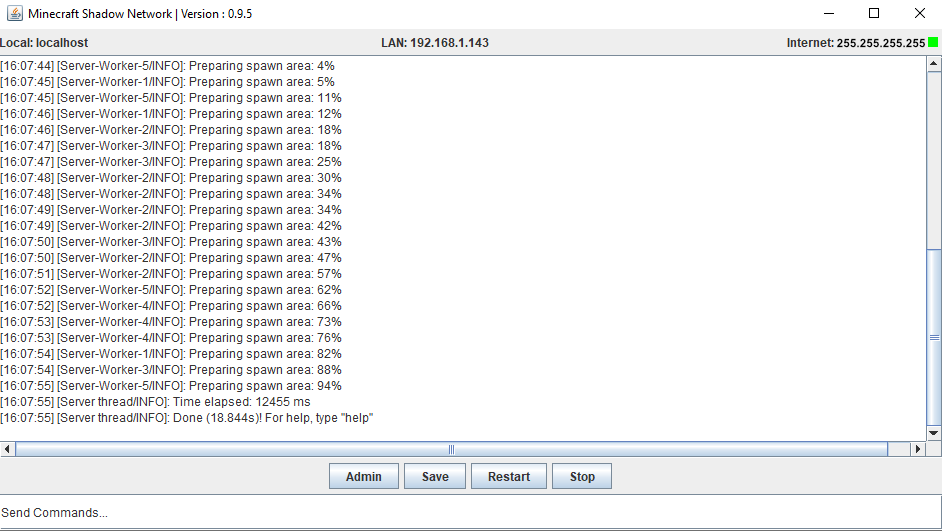 Minecraft Shadow Network | Version : 0.9.5
Local: localhost LAN: 192.168.1.143 Internet: 255.255.255.255
[16:07:44] [Server-Worker-5/INFO]: Preparing spawn area: 4%
[16:07:45] [Server-Worker-1/INFO]: Preparing spawn area: 5%
[16:07:45] [Server-Worker-5/INFO]: Preparing spawn area: 11%
[16:07:46] [Server-Worker-1/INFO]: Preparing spawn area: 12%
[16:07:46] [Server-Worker-2/INFO]: Preparing spawn area: 18%
[16:07:47] [Server-Worker-3/INFO]: Preparing spawn area: 18%
[16:07:47] [Server-Worker-3/INFO]: Preparing spawn area: 25%
[16:07:48] [Server-Worker-2/INFO]: Preparing spawn area: 30%
[16:07:48] [Server-Worker-2/INFO]: Preparing spawn area: 34%
[16:07:49] [Server-Worker-2/INFO]: Preparing spawn area: 34%
[16:07:49] [Server-Worker-2/INFO]: Preparing spawn area: 42%
[16:07:50] [Server-Worker-3/INFO]: Preparing spawn area: 43%
[16:07:50] [Server-Worker-2/INFO]: Preparing spawn area: 47%
[16:07:51] [Server-Worker-2/INFO]: Preparing spawn area: 57%
[16:07:52] [Server-Worker-5/INFO]: Preparing spawn area: 62%
[16:07:52] [Server-Worker-4/INFO]: Preparing spawn area: 66%
[16:07:53] [Server-Worker-4/INFO]: Preparing spawn area: 73%
[16:07:53] [Server-Worker-4/INFO]: Preparing spawn area: 76%
[16:07:54] [Server-Worker-1/INFO]: Preparing spawn area: 82%
[16:07:54] [Server-Worker-3/INFO]: Preparing spawn area: 88%
[16:07:55] [Server-Worker-5/INFO]: Preparing spawn area: 94%
[16:07:55] [Server thread/INFO]: Time elapsed: 12455 ms
[16:07:55] [Server thread/INFO]: Done (18.844s)! For help, type "help"
Admin Save Restart Stop
Send Commands...